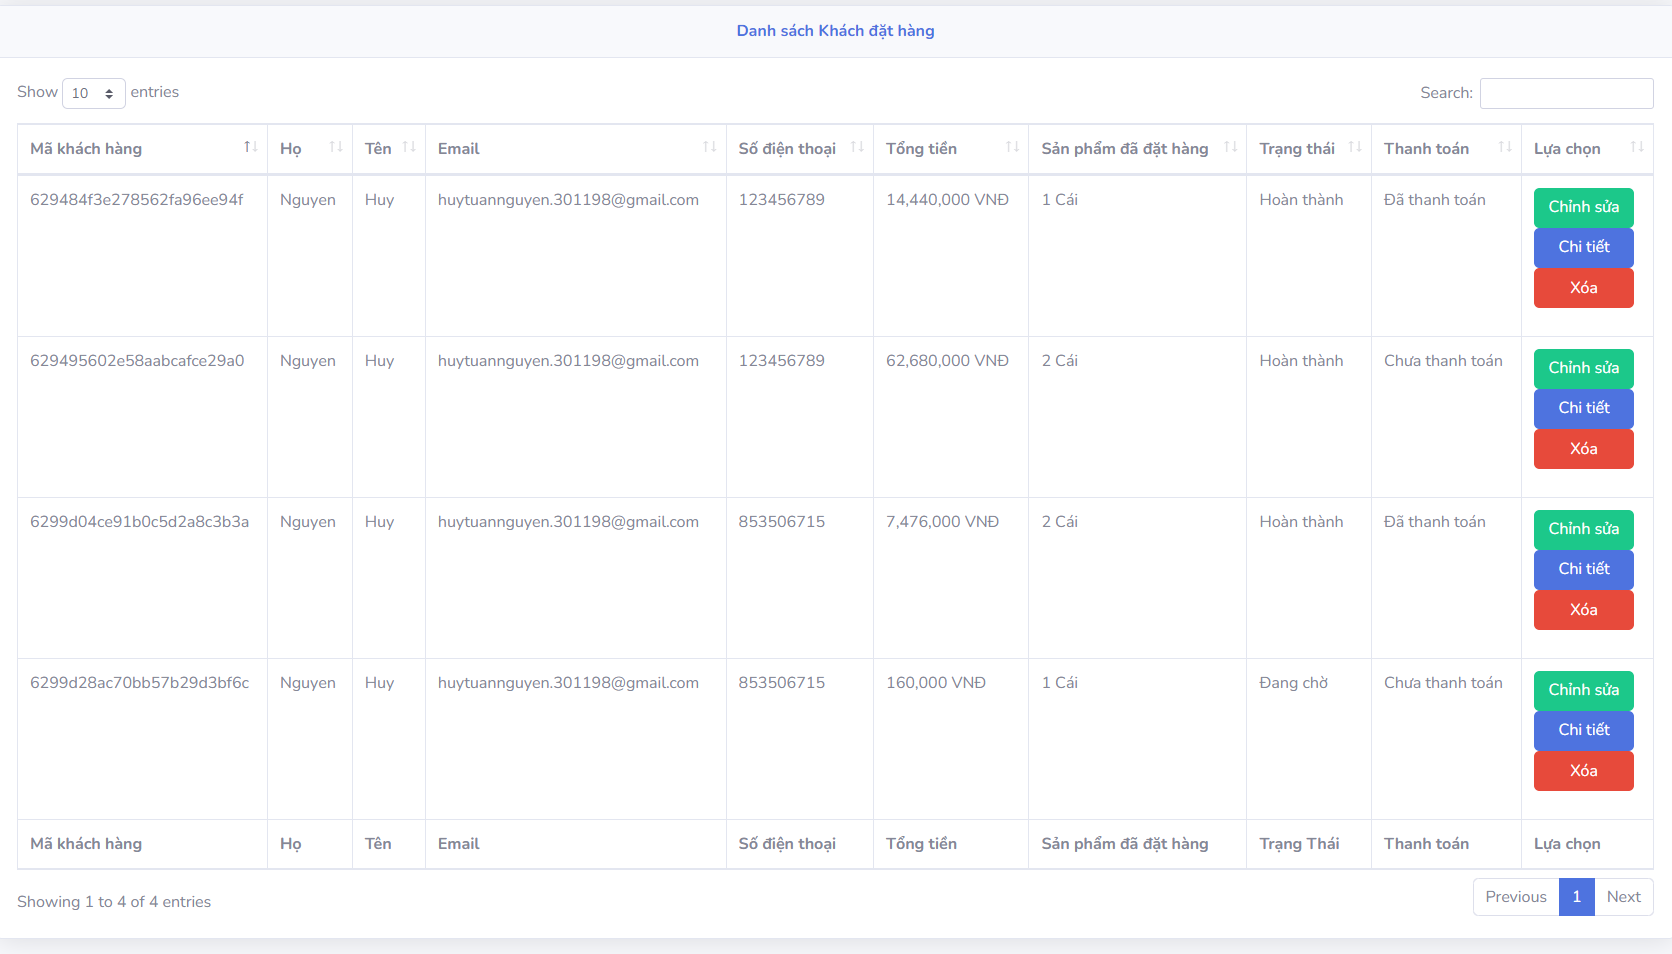 Danh sách Khách đặt hàng
Show 10 entries
Search:
Mã khách hàng Họ Tên Email Số điện thoại Tổng tiền Sản phẩm đã đặt hàng Trạng thái Thanh toán Lựa chọn
629484f3e278562fa96ee94f Nguyen Huy huytuannguyen.301198@gmail.com 123456789 14,440,000 VNĐ 1 Cái Hoàn thành Đã thanh toán Chỉnh sửa
Chi tiết
Xóa
629495602e58aabcafce29a0 Nguyen Huy huytuannguyen.301198@gmail.com 123456789 62,680,000 VNĐ 2 Cái Hoàn thành Chưa thanh toán Chỉnh sửa
Chi tiết
Xóa
6299d04ce91b0c5d2a8c3b3a Nguyen Huy huytuannguyen.301198@gmail.com 853506715 7,476,000 VNĐ 2 Cái Hoàn thành Đã thanh toán Chỉnh sửa
Chi tiết
Xóa
6299d28ac70bb57b29d3bf6c Nguyen Huy huytuannguyen.301198@gmail.com 853506715 160,000 VNĐ 1 Cái Đang chờ Chưa thanh toán Chỉnh sửa
Chi tiết
Xóa
Mã khách hàng Họ Tên Email Số điện thoại Tổng tiền Sản phẩm đã đặt hàng Trạng Thái Thanh toán Lựa chọn
Showing 1 to 4 of 4 entries
Previous 1 Next